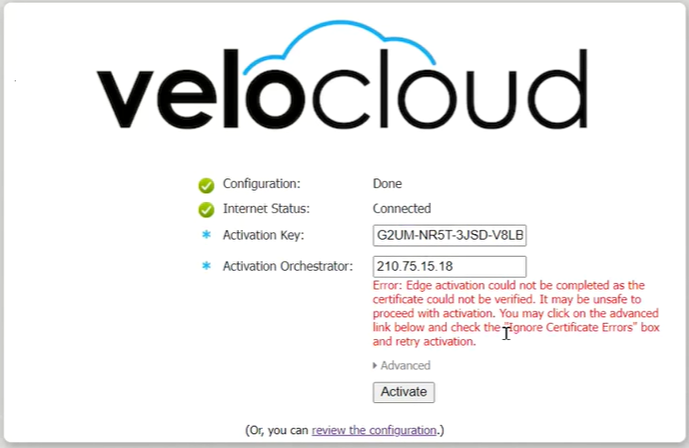 velocloud
Configuration: Done
Internet Status: Connected
* Activation Key: G2UM-NR5T-3JSD-V8LB
* Activation Orchestrator: 210.75.15.18
Error: Edge activation could not be completed as the
certificate could not be verified. It may be unsafe to
proceed with activation. You may click on the advanced
link below and check the "Ignore Certificate Errors" box
and retry activation.
Advanced
Activate
(Or, you can review the configuration.)